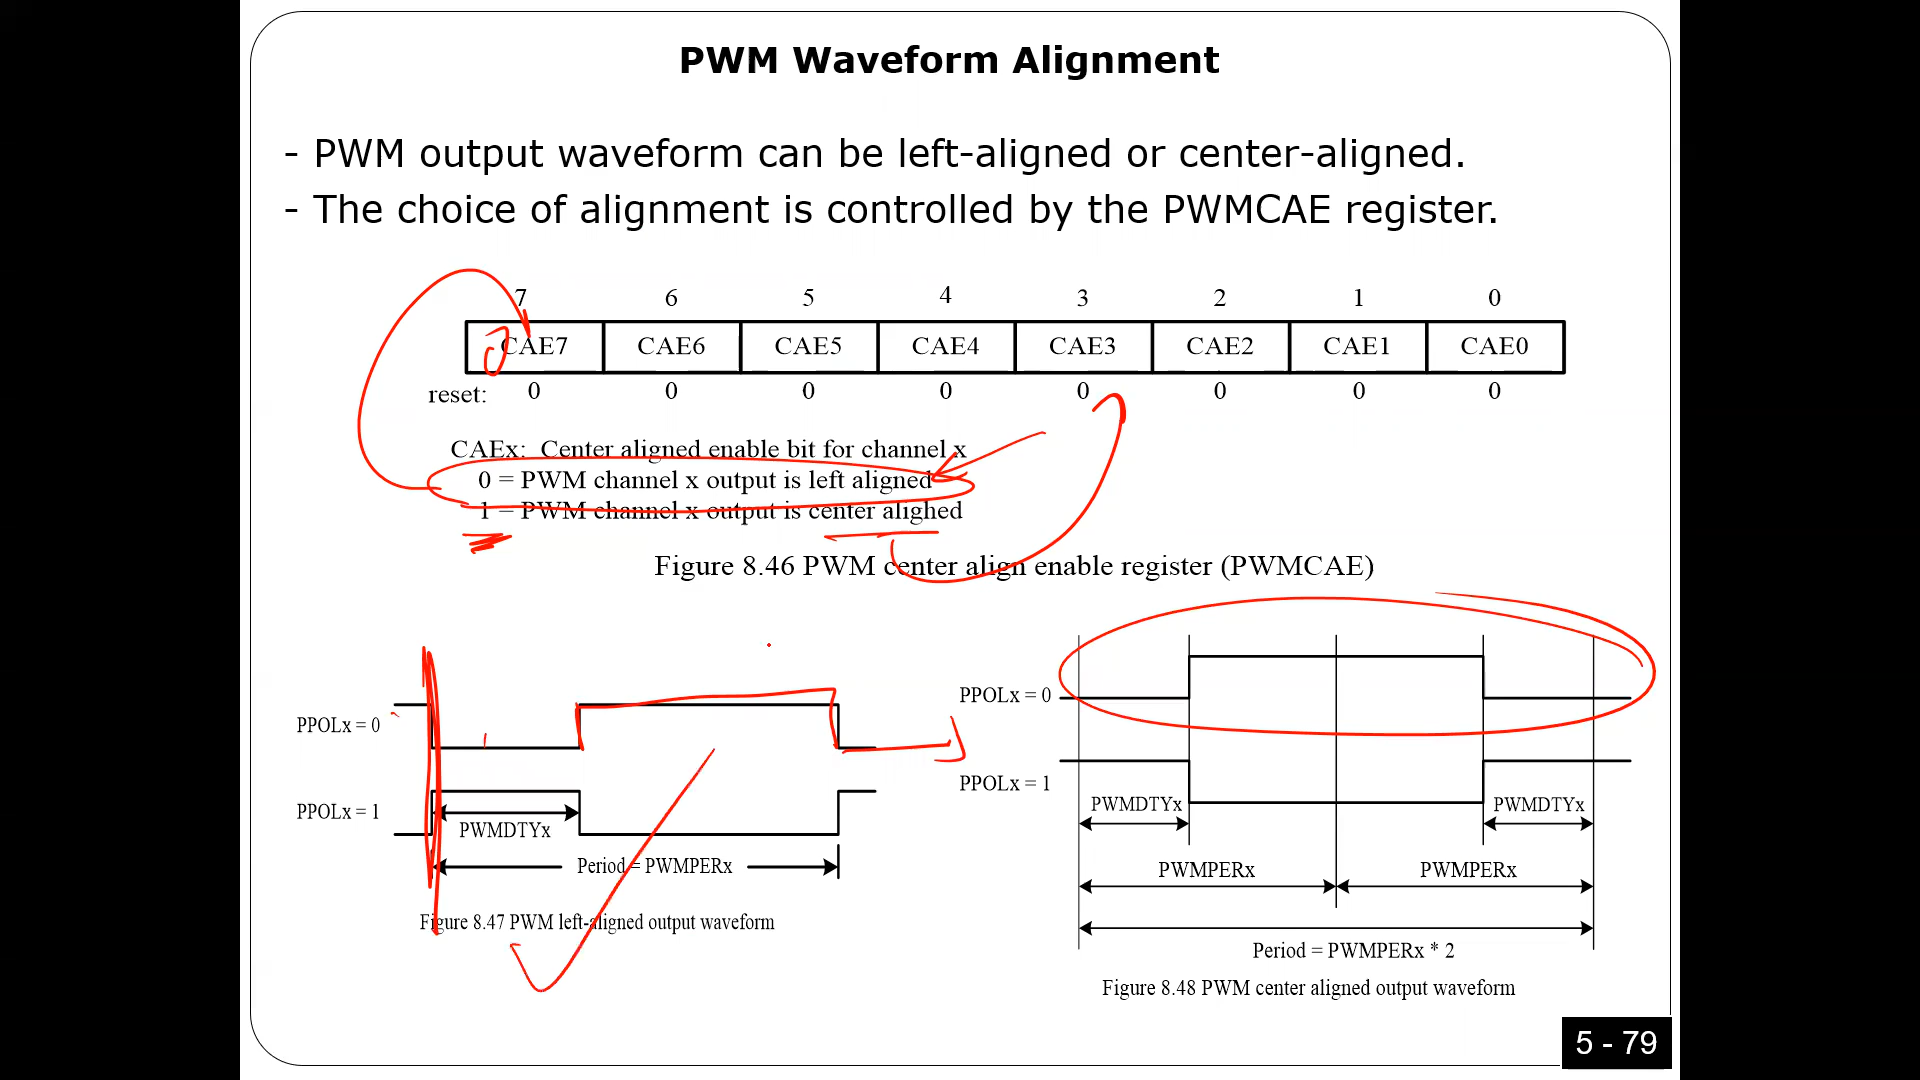 PWM Waveform Alignment
- PWM output waveform can be left-aligned or center-aligned.
- The choice of alignment is controlled by the PWMCAE register.
7 6 5 4 3 2 1 0
0 CAE7 CAE6 CAE5 CAE4 CAE3 CAE2 CAE1 CAE0
reset: 0 0 0 0 0 0 0 0
CAEx: Center aligned enable bit for channel x
0 = PWM channel x output is left aligned
1 = PWM channel x output is center alighed
Figure 8.46 PWM center align enable register (PWMCAE)
PPOLx = 0
PPOLx = 1
PWMDTYx
Period = PWMPERx
Figure 8.47 PWM left-aligned output waveform
PPOLx = 0
PPOLx = 1
PWMDTYx PWMDTYx
PWMPERx PWMPERx
Period = PWMPERx * 2
Figure 8.48 PWM center aligned output waveform
5 - 79